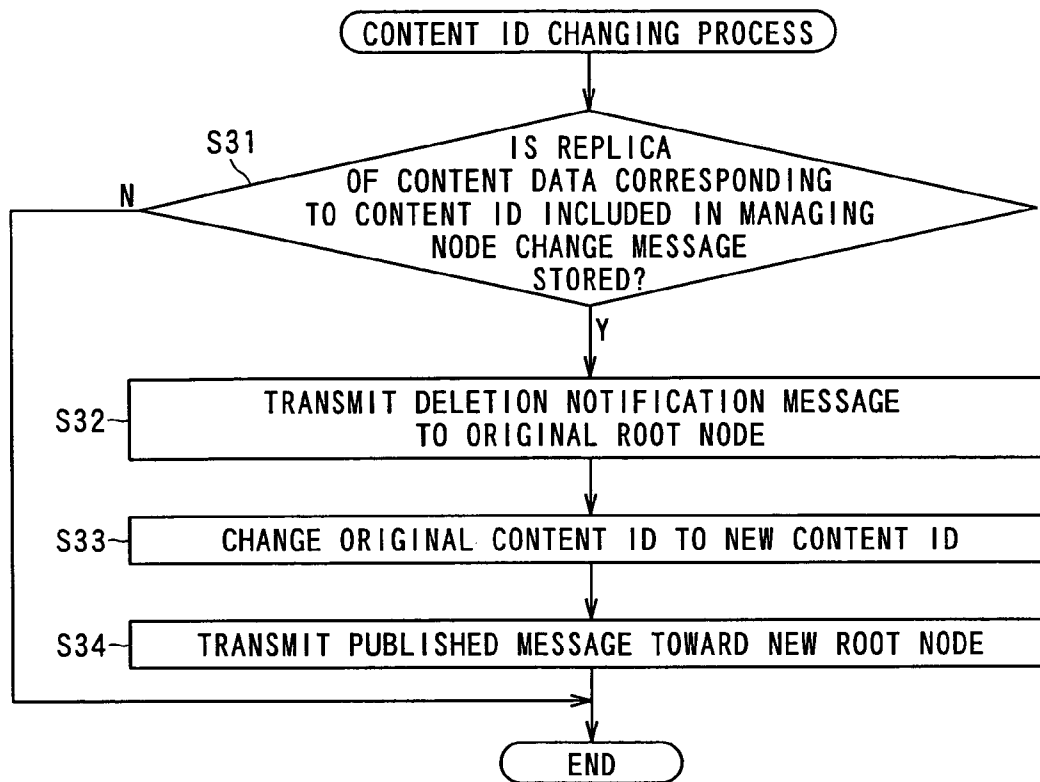 CONTENT ID CHANGING PROCESS
S31
IS REPLICA
OF CONTENT DATA CORRESPONDING
TO CONTENT ID INCLUDED IN MANAGING
NODE CHANGE MESSAGE
STORED?
N
Y
S32
TRANSMIT DELETION NOTIFICATION MESSAGE
TO ORIGINAL ROOT NODE
S33
CHANGE ORIGINAL CONTENT ID TO NEW CONTENT ID
S34
TRANSMIT PUBLISHED MESSAGE TOWARD NEW ROOT NODE
END